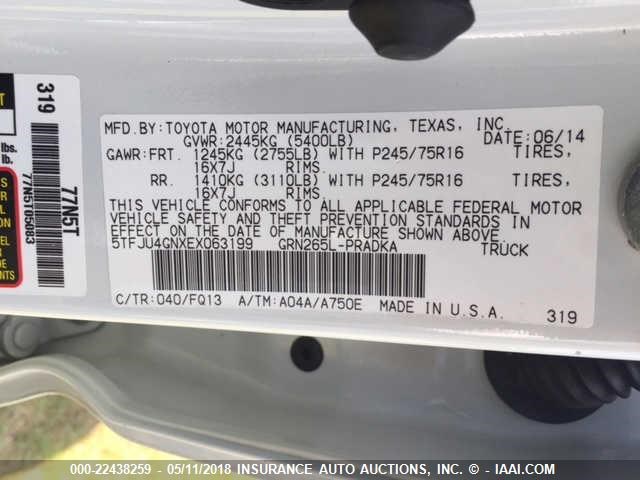 MFD.BY:TOYOTA MOTOR MANUFACTURING, TEXAS, INC.
GVWR:2445KG (5400LB) DATE:06/14
GAWR:FRT. 1245KG (2755LB) WITH P245/75R16 TIRES,
16X7J RIMS.
RR. 1410KG (3110LB) WITH P245/75R16 TIRES,
16X7J RIMS.
THIS VEHICLE CONFORMS TO ALL APPLICABLE FEDERAL MOTOR
VEHICLE SAFETY AND THEFT PREVENTION STANDARDS IN
EFFECT ON THE DATE OF MANUFACTURE SHOWN ABOVE.
5TFJU4GNXEX063199 GRN265L-PRADKA TRUCK
C/TR:040/FQ13 A/TM:A04A/A750E MADE IN U.S.A. 319
319
77N5T
77N5T05083
lbs.
lb.
000-22438259 - 05/11/2018 INSURANCE AUTO AUCTIONS CORP. - © - IAAI.COM